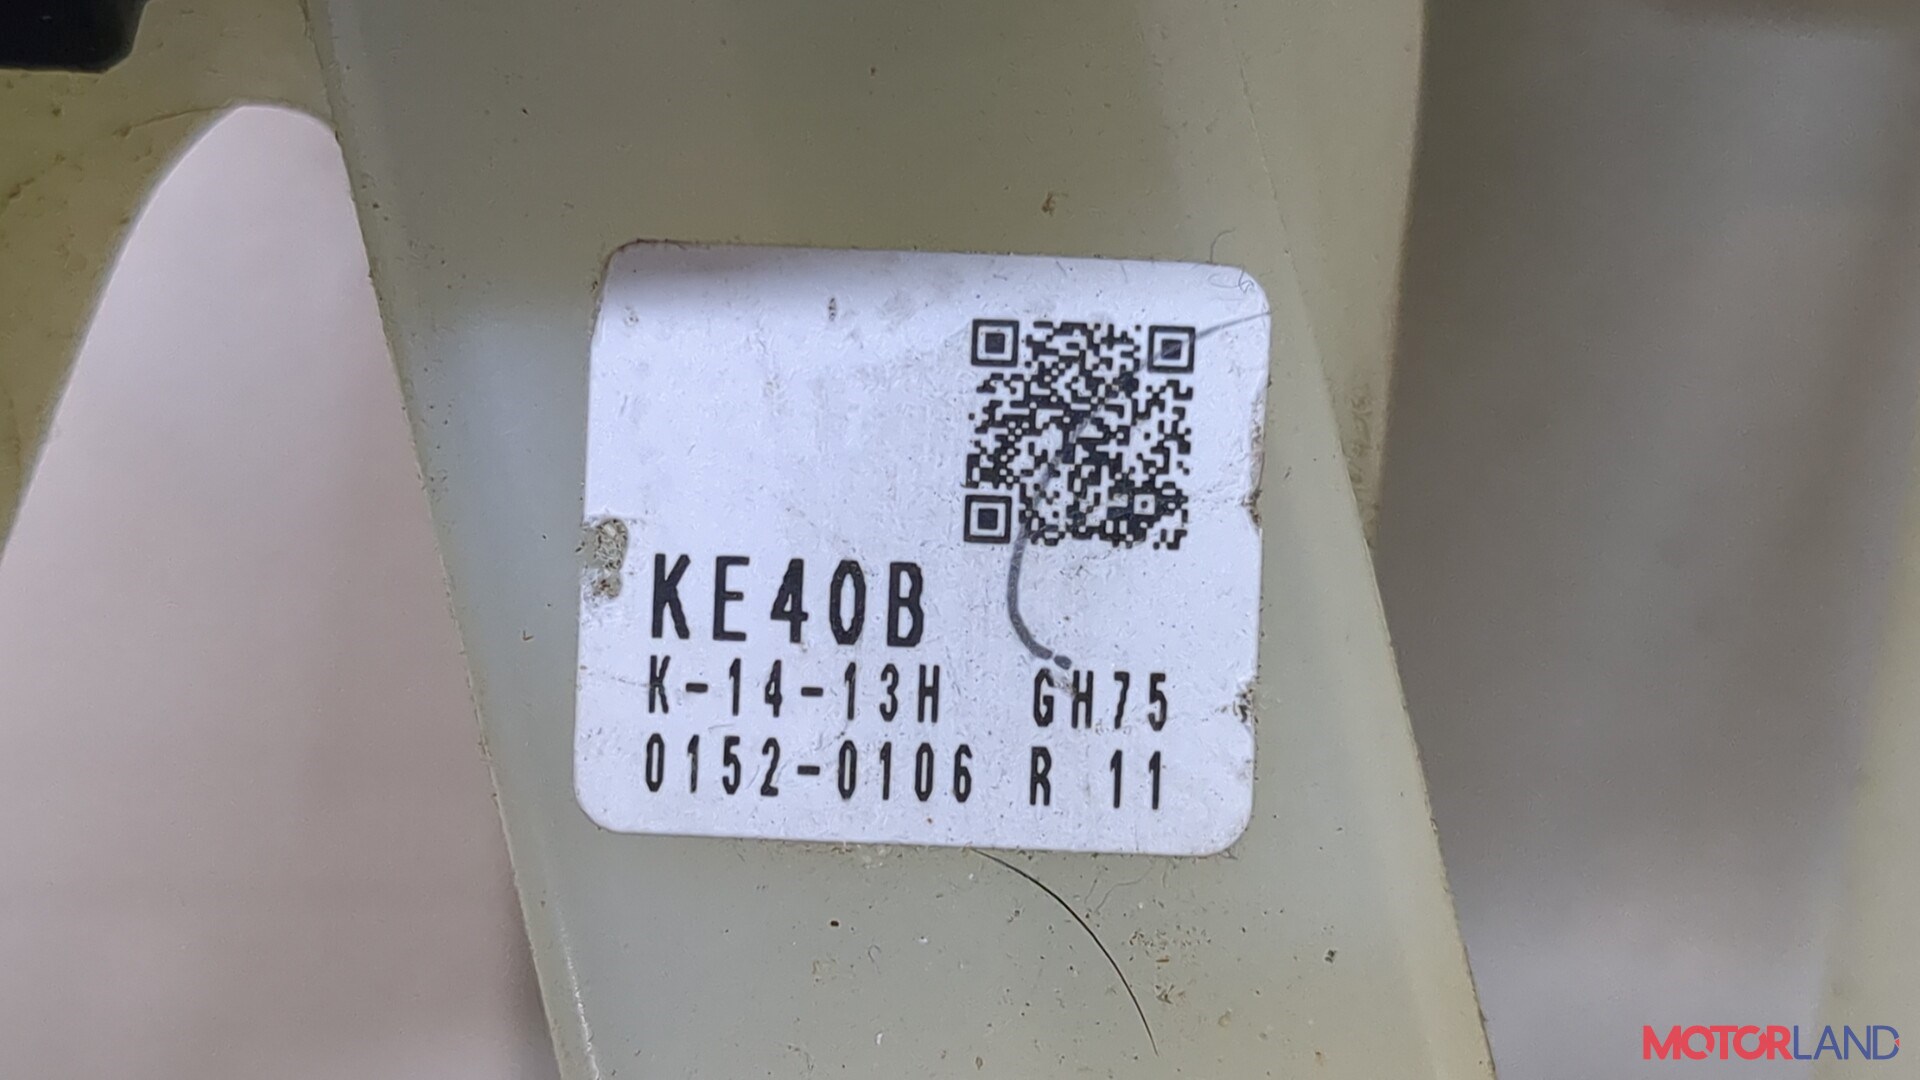 KE40B
K-14-13H GH75
0152-0106 R 11
MOTORLAND